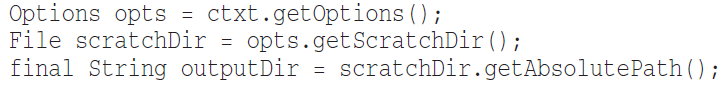 Options opts = ctxt.getOptions();
File scratchDir = opts.getScratchDir();
final String outputDir = scratchDir.getAbsolutePath();